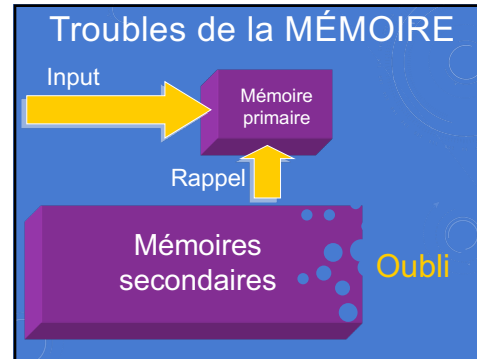 Troubles de la MÉMOIRE
Input
Mémoire
primaire
Rappel
Mémoires
secondaires
Oubli